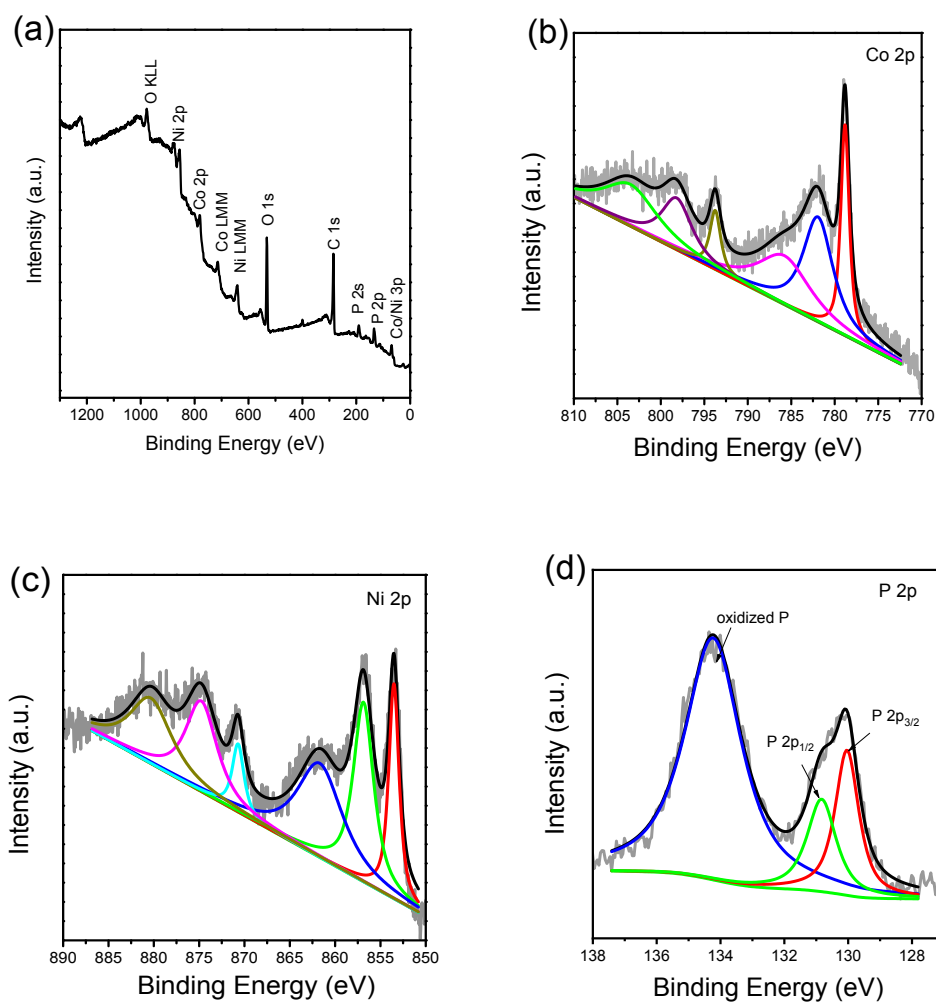 (a)
O KLL
Ni 2p
Co 2p
Co LMM
Ni LMM
O 1s
C 1s
P 2s
P 2p
Co/Ni 3p
Intensity (a.u.)
1200 1000 800 600 400 200 0
Binding Energy (eV)
(b)
Co 2p
Intensity (a.u.)
810 805 800 795 790 785 780 775 770
Binding Energy (eV)
(c)
Ni 2p
Intensity (a.u.)
890 885 880 875 870 865 860 855 850
Binding Energy (eV)
(d)
P 2p
oxidized P
P 2p1/2
P 2p3/2
Intensity (a.u.)
138 136 134 132 130 128
Binding Energy (eV)